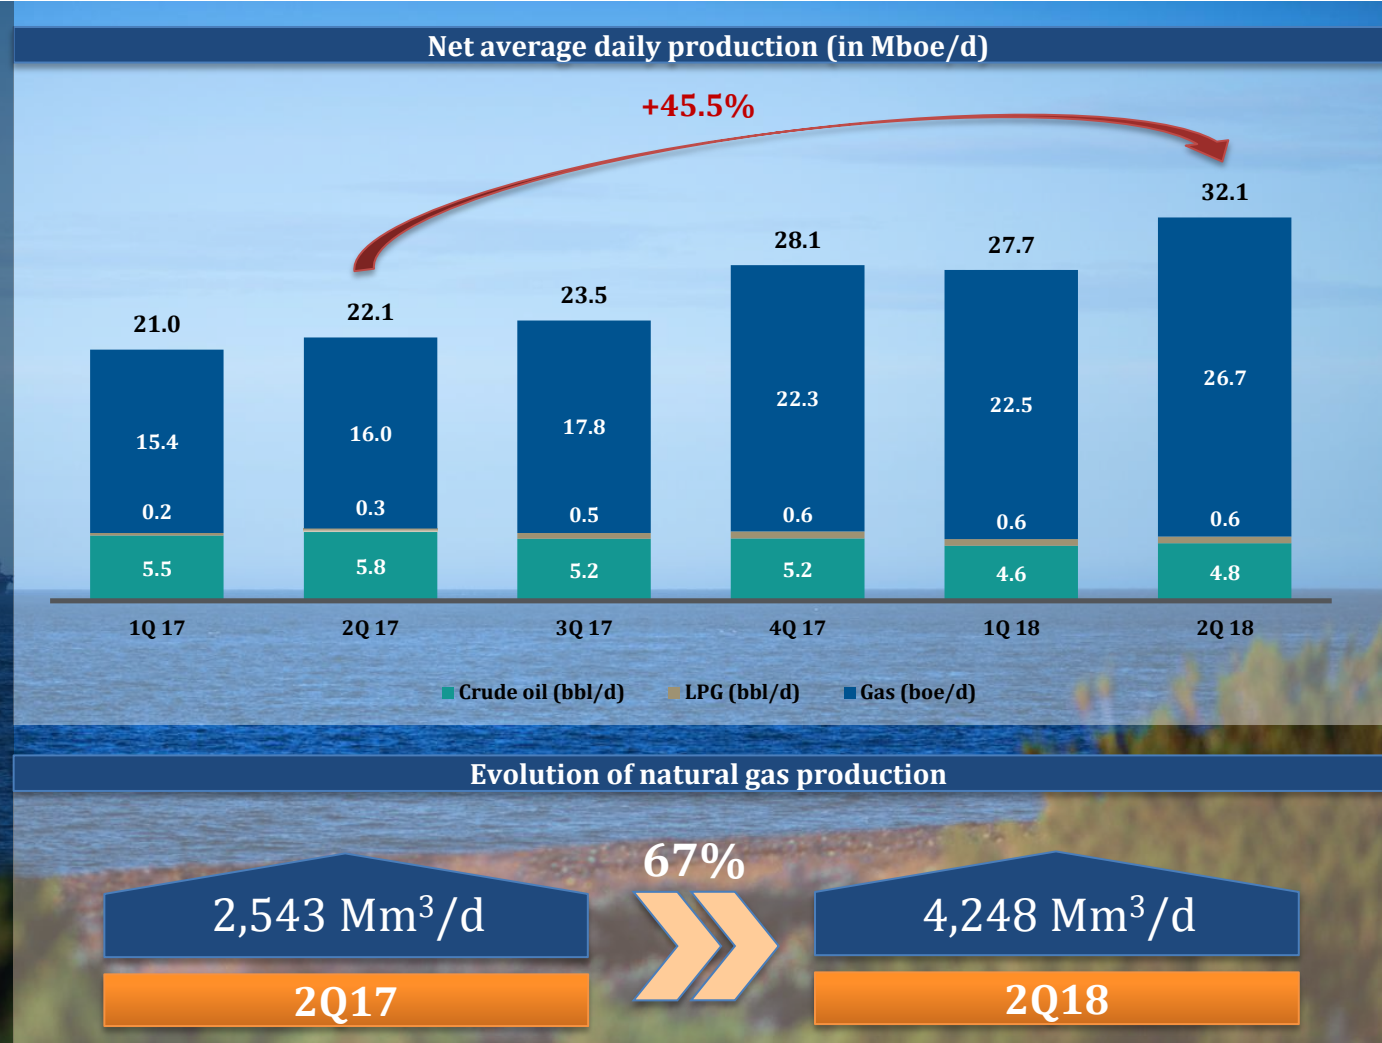 Net average daily production (in Mboe/d)
+45.5%
21.0 22.1 23.5 28.1 27.7 32.1
15.4 16.0 17.8 22.3 22.5 26.7
0.2 0.3 0.5 0.6 0.6 0.6
5.5 5.8 5.2 5.2 4.6 4.8
1Q 17 2Q 17 3Q 17 4Q 17 1Q 18 2Q 18
Crude oil (bbl/d) LPG (bbl/d) Gas (boe/d)
Evolution of natural gas production
67%
2,543 Mm³/d 4,248 Mm³/d
2Q17 2Q18